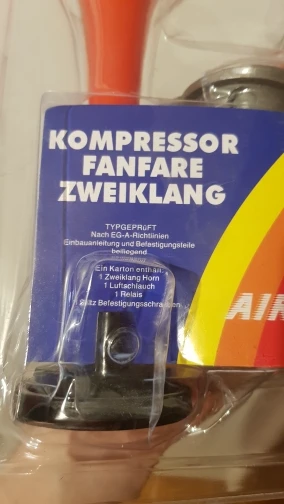 KOMPRESSOR
FANFARE
ZWEIKLANG
TYPGEPRüFT
Nach EG-A-Richtliinien
Einbauanleitung und Befestigungsteile
beiliegend
Ein Karton enthält
1 Zweiklang Horn
1 Luftschlauch
1 Relais
Befestigungsschrauben
AIR